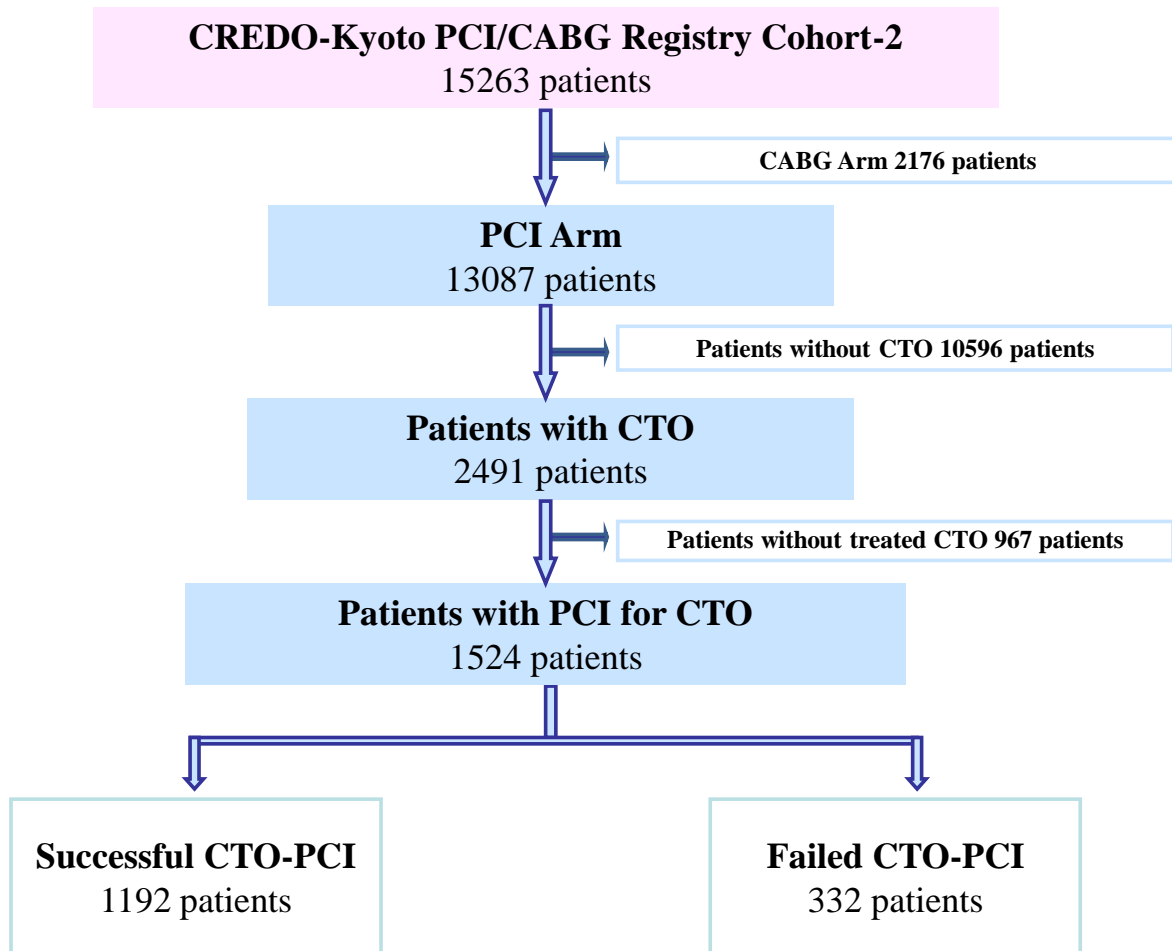 CREDO-Kyoto PCI/CABG Registry Cohort-2
15263 patients
CABG Arm 2176 patients
PCI Arm
13087 patients
Patients without CTO 10596 patients
Patients with CTO
2491 patients
Patients without treated CTO 967 patients
Patients with PCI for CTO
1524 patients
Successful CTO-PCI
1192 patients
Failed CTO-PCI
332 patients